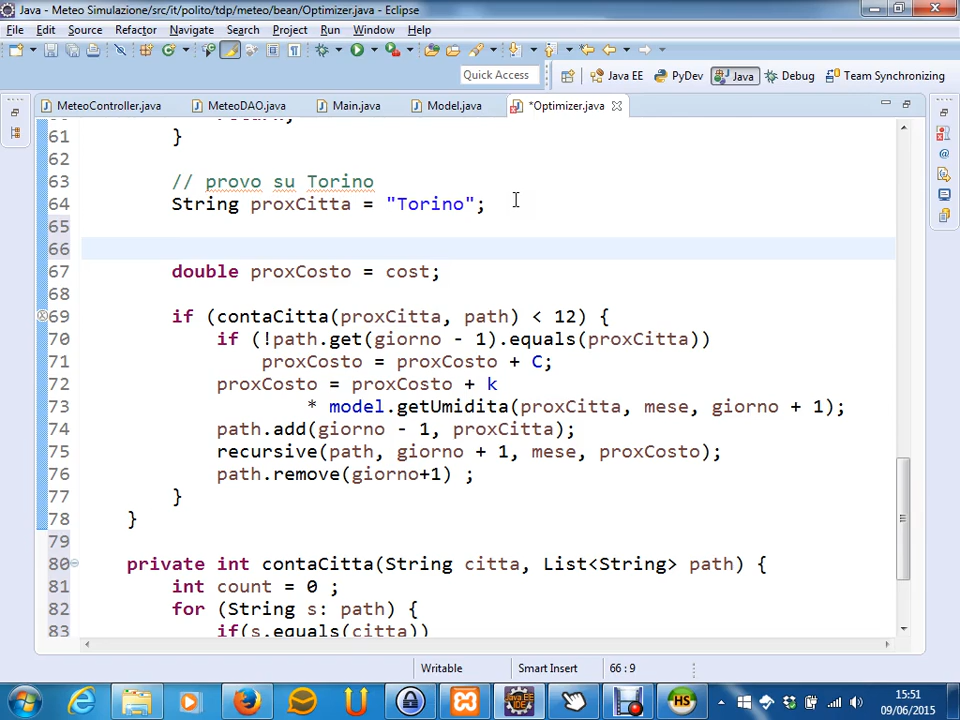 Java - Meteo Simulazione/src/it/polito/tdp/meteo/bean/Optimizer.java - Eclipse
File Edit Source Refactor Navigate Search Project Run Window Help
Quick Access Java EE PyDev Java Debug Team Synchronizing
MeteoController.java MeteoDAO.java Main.java Model.java *Optimizer.java
61 }
62
63 // provo su Torino
64 String proxCitta = "Torino";
65
66
67 double proxCosto = cost;
68
69 if (contaCitta(proxCitta, path) < 12) {
70 if (!path.get(giorno - 1).equals(proxCitta))
71 proxCosto = proxCosto + C;
72 proxCosto = proxCosto + k
73 * model.getUmidita(proxCitta, mese, giorno + 1);
74 path.add(giorno - 1, proxCitta);
75 recursive(path, giorno + 1, mese, proxCosto);
76 path.remove(giorno+1) ;
77 }
78 }
79
80 private int contaCitta(String citta, List<String> path) {
81 int count = 0 ;
82 for (String s: path) {
83 if(s.equals(citta))
Writable Smart Insert 66 : 9
Java EE IDE
HS
15:51
09/06/2015